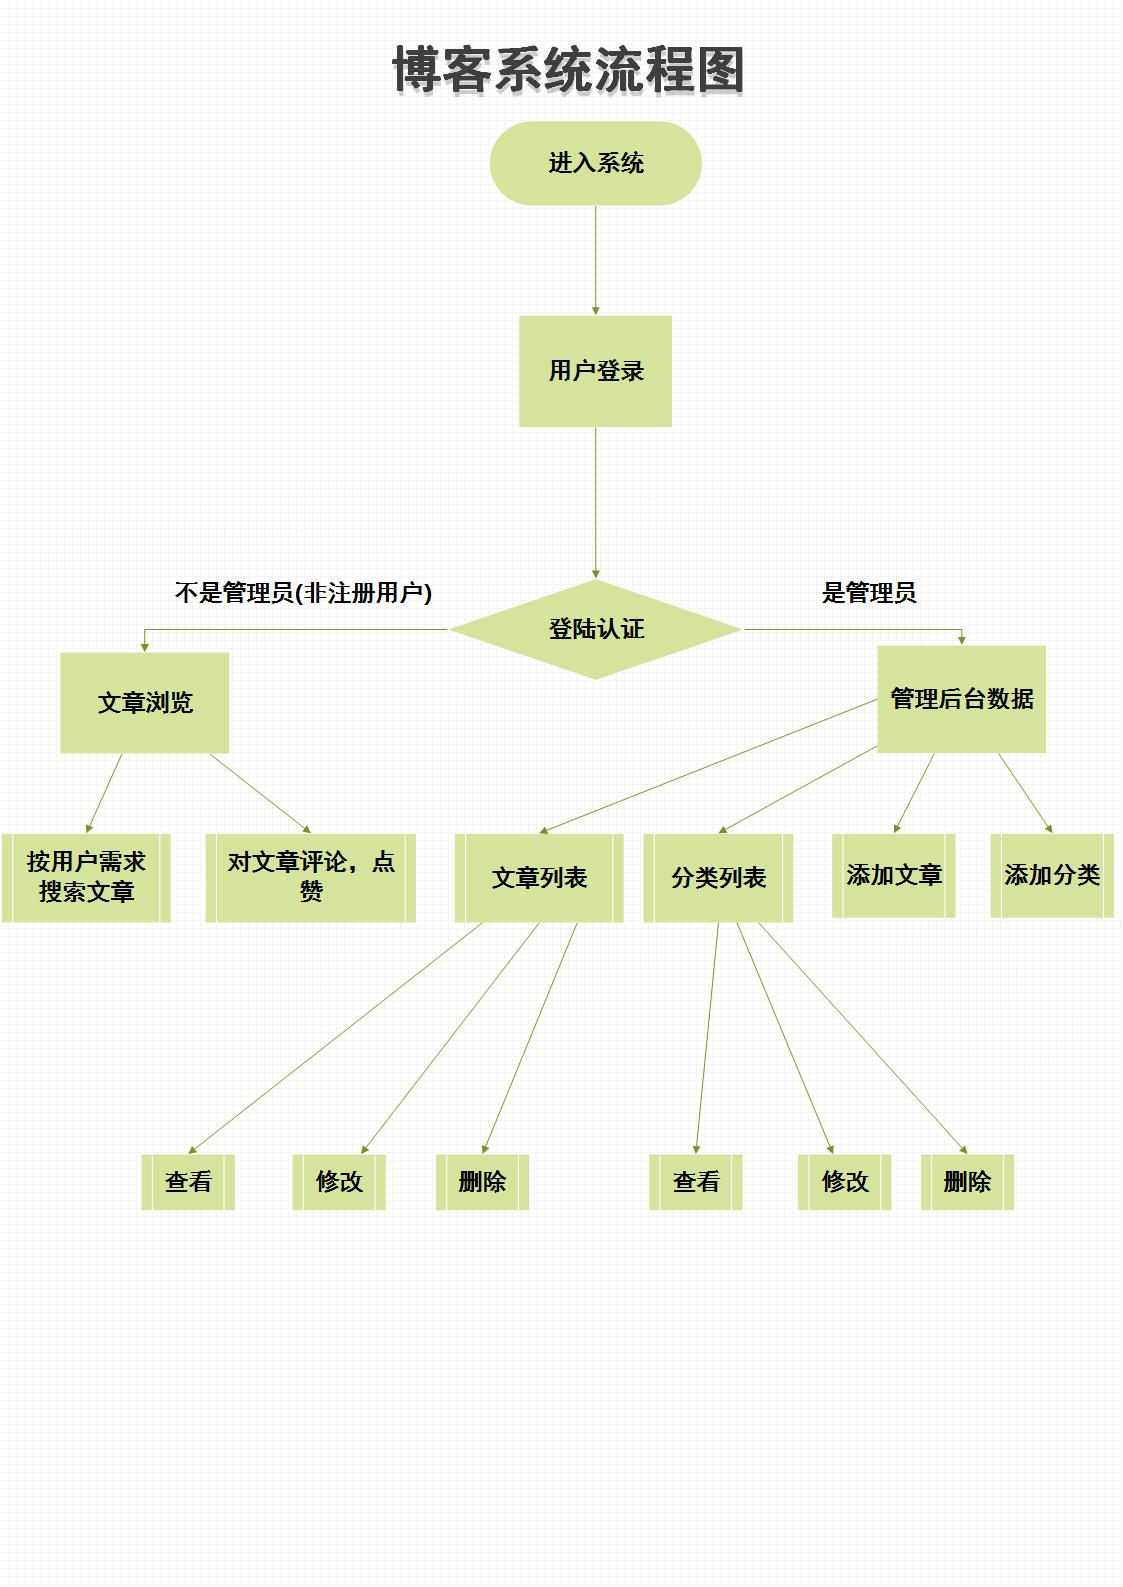 博客系统流程图
进入系统
用户登录
不是管理员(非注册用户)
是管理员
登陆认证
文章浏览
管理后台数据
按用户需求
搜索文章
对文章评论，点
赞
文章列表
分类列表
添加文章
添加分类
查看
修改
删除
查看
修改
删除